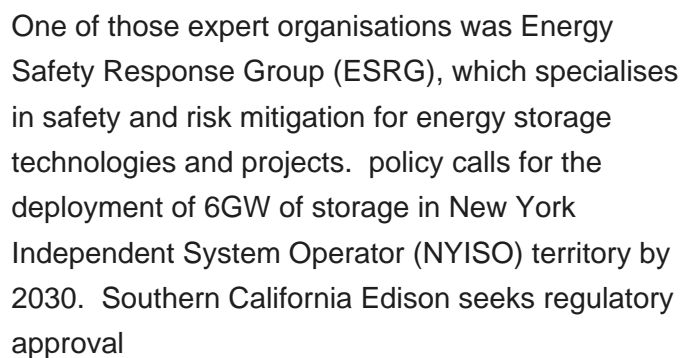 One of those expert organisations was Energy
Safety Response Group (ESRG), which specialises
in safety and risk mitigation for energy storage
technologies and projects.  policy calls for the
deployment of 6GW of storage in New York
Independent System Operator (NYISO) territory by
2030.  Southern California Edison seeks regulatory
approval